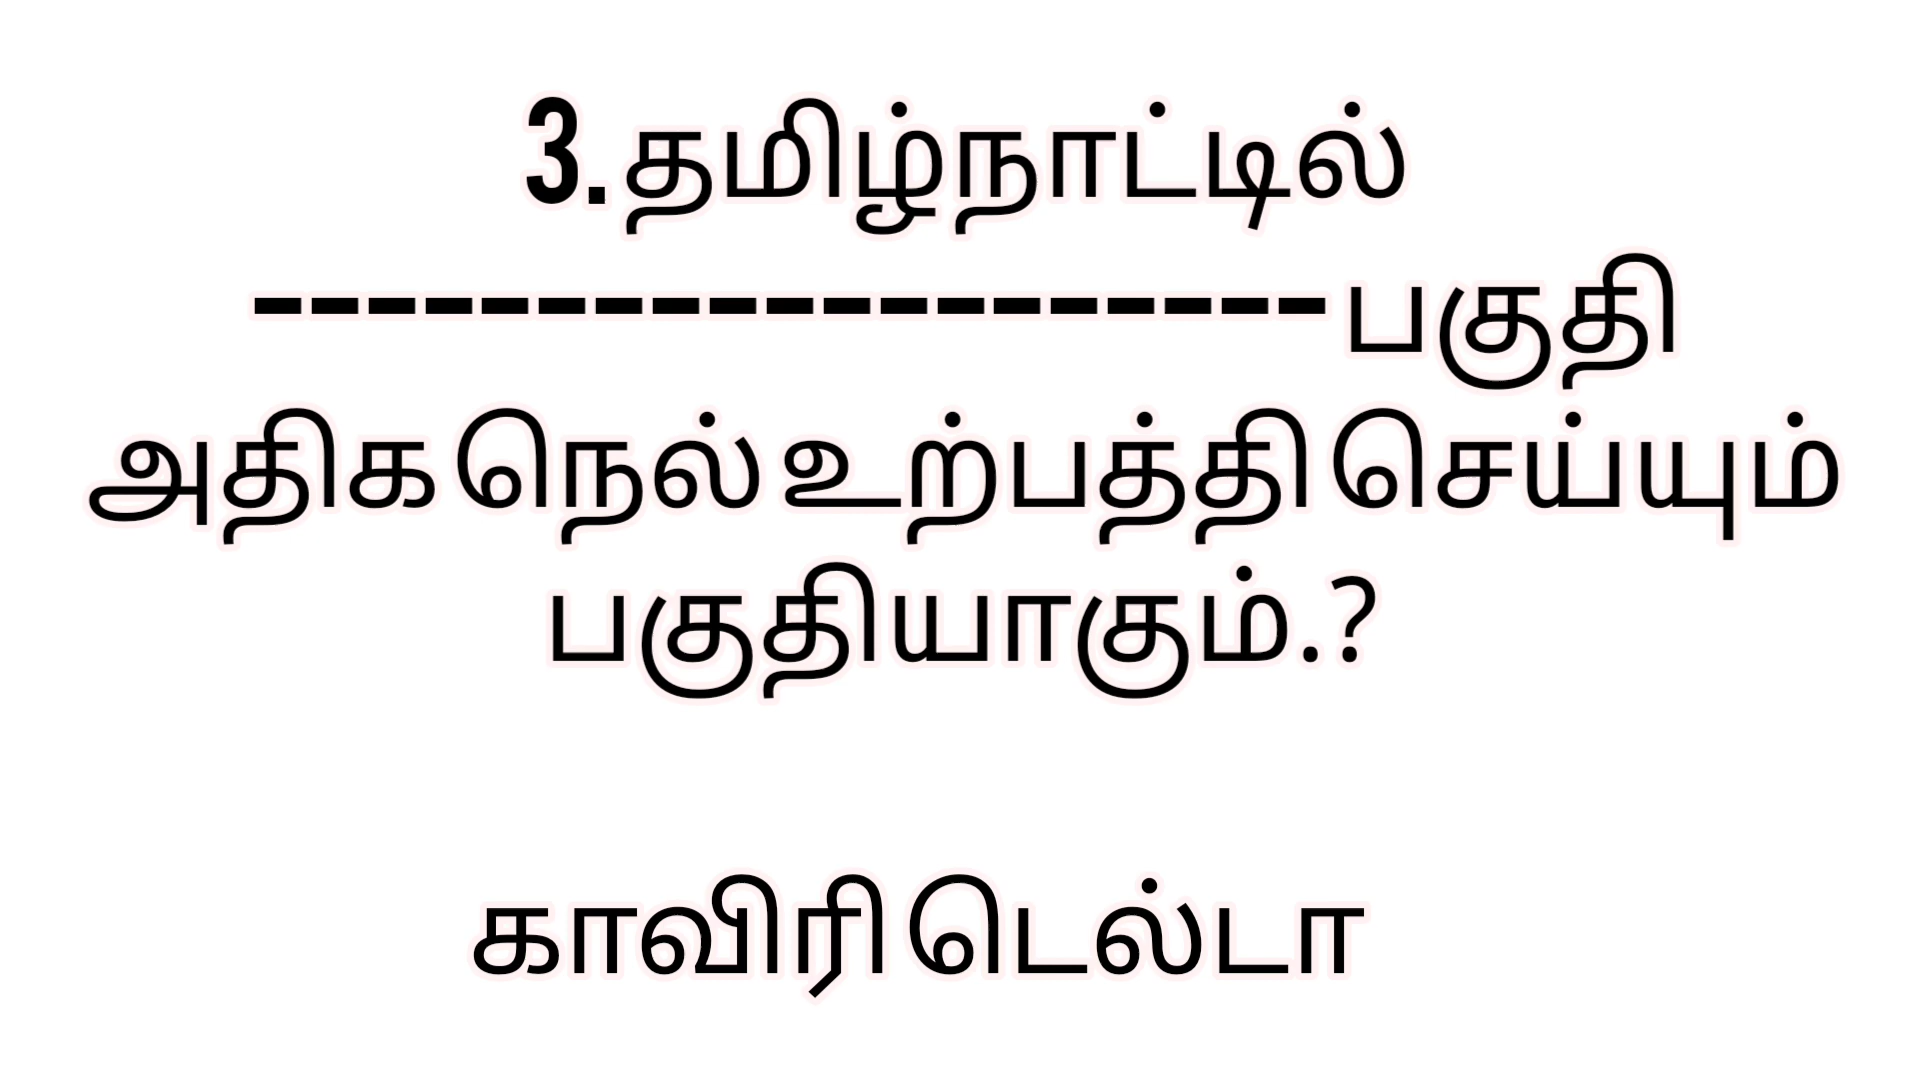 3. தமிழ்நாட்டில்
------------------- பகுதி
அதிக நெல் உற்பத்தி செய்யும்
பகுதியாகும்.?
காவிரி டெல்டா